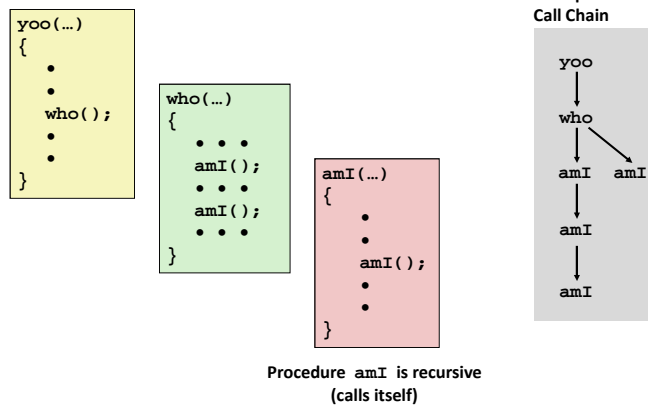 yoo(…)
{
•
•
who();
•
•
}
who(…)
{
• • •
amI();
• • •
amI();
• • •
}
amI(…)
{
•
•
amI();
•
•
}
Procedure amI is recursive
(calls itself)
Call Chain
yoo
who
amI amI
amI
amI